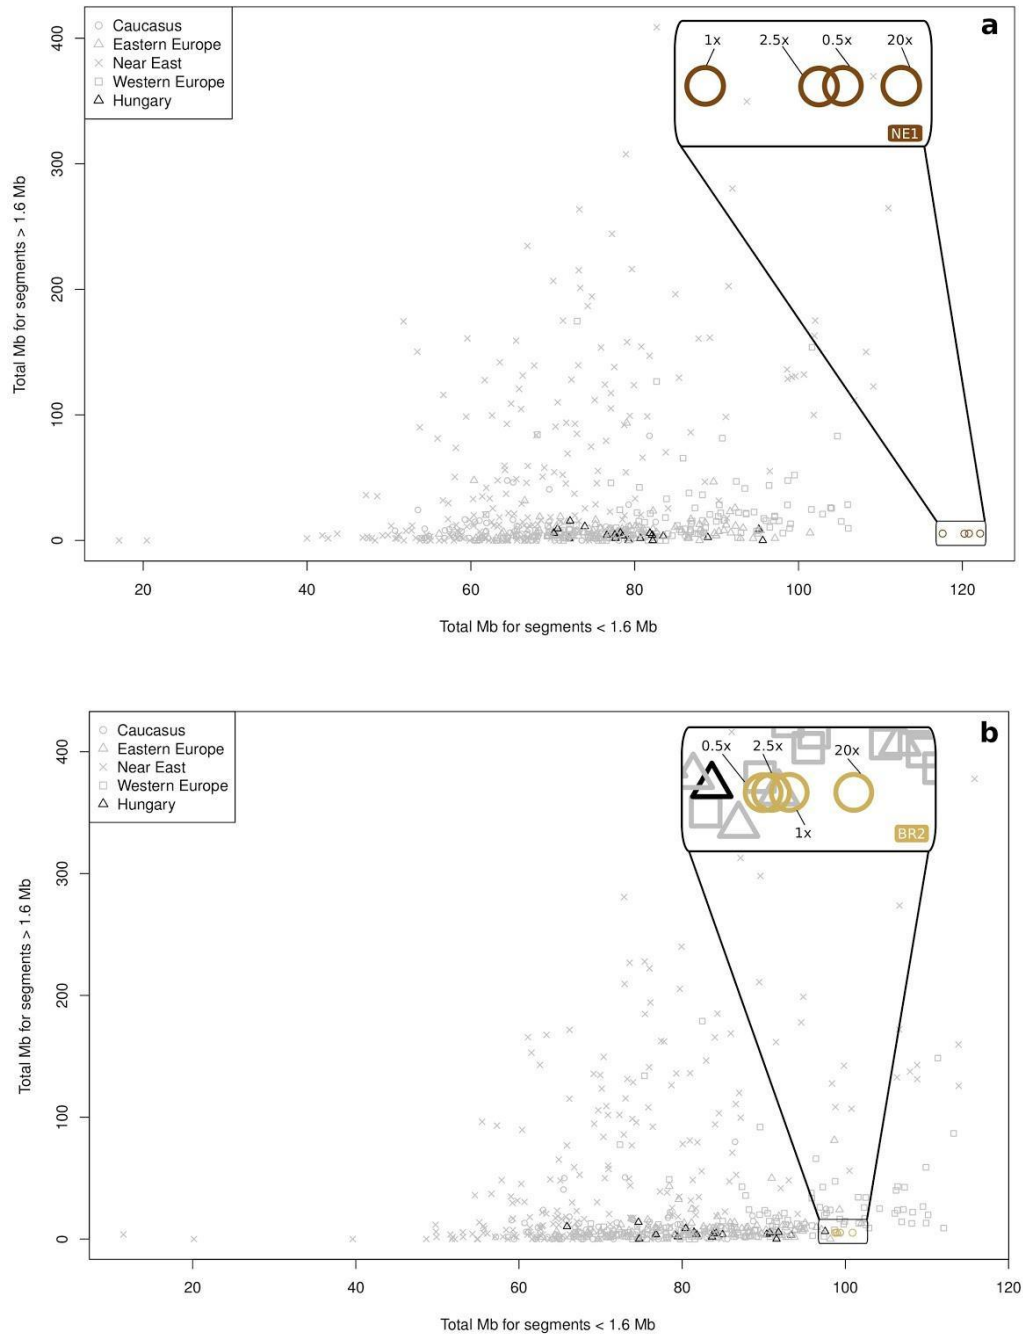 a
Caucasus
Eastern Europe
Near East
Western Europe
Hungary
1x 2.5x 0.5x 20x
NE1
Total Mb for segments > 1.6 Mb
400
300
200
100
0
20 40 60 80 100 120
Total Mb for segments < 1.6 Mb
b
Caucasus
Eastern Europe
Near East
Western Europe
Hungary
0.5x 2.5x 20x
1x
BR2
Total Mb for segments > 1.6 Mb
400
300
200
100
0
20 40 60 80 100 120
Total Mb for segments < 1.6 Mb